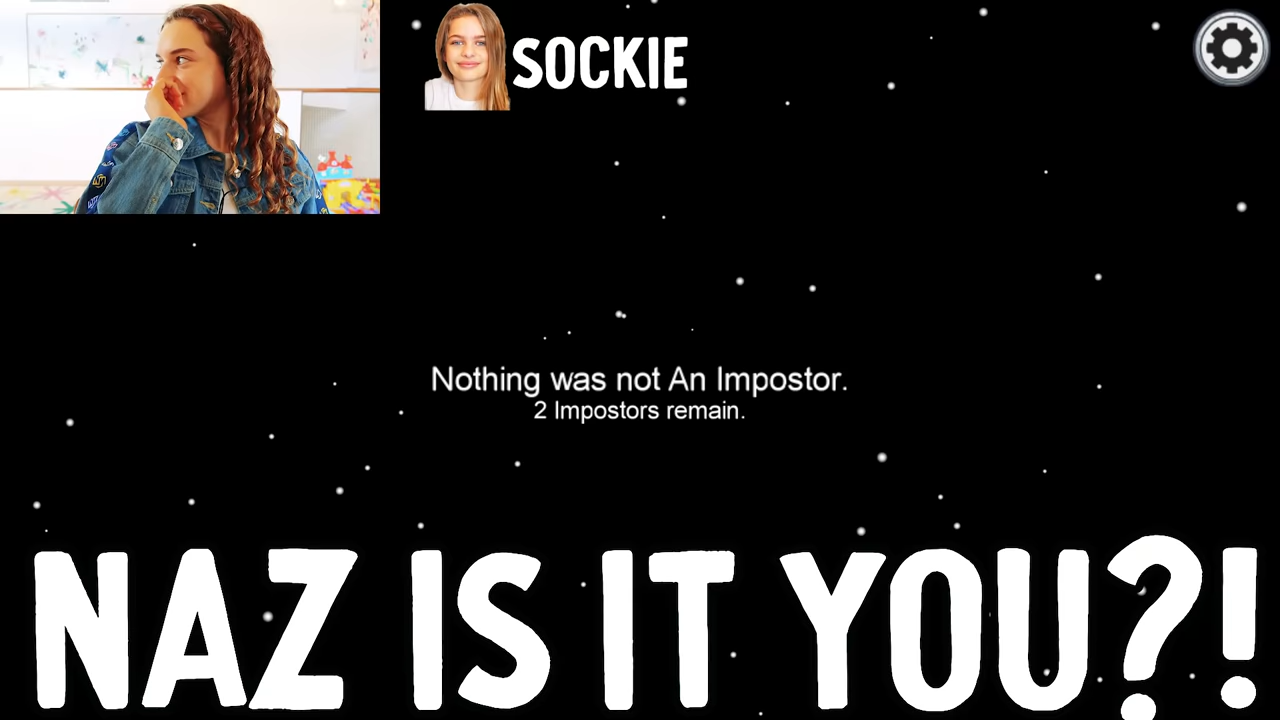 SOCKIE
Nothing was not An Impostor.
2 Impostors remain.
NAZ IS IT YOU?!